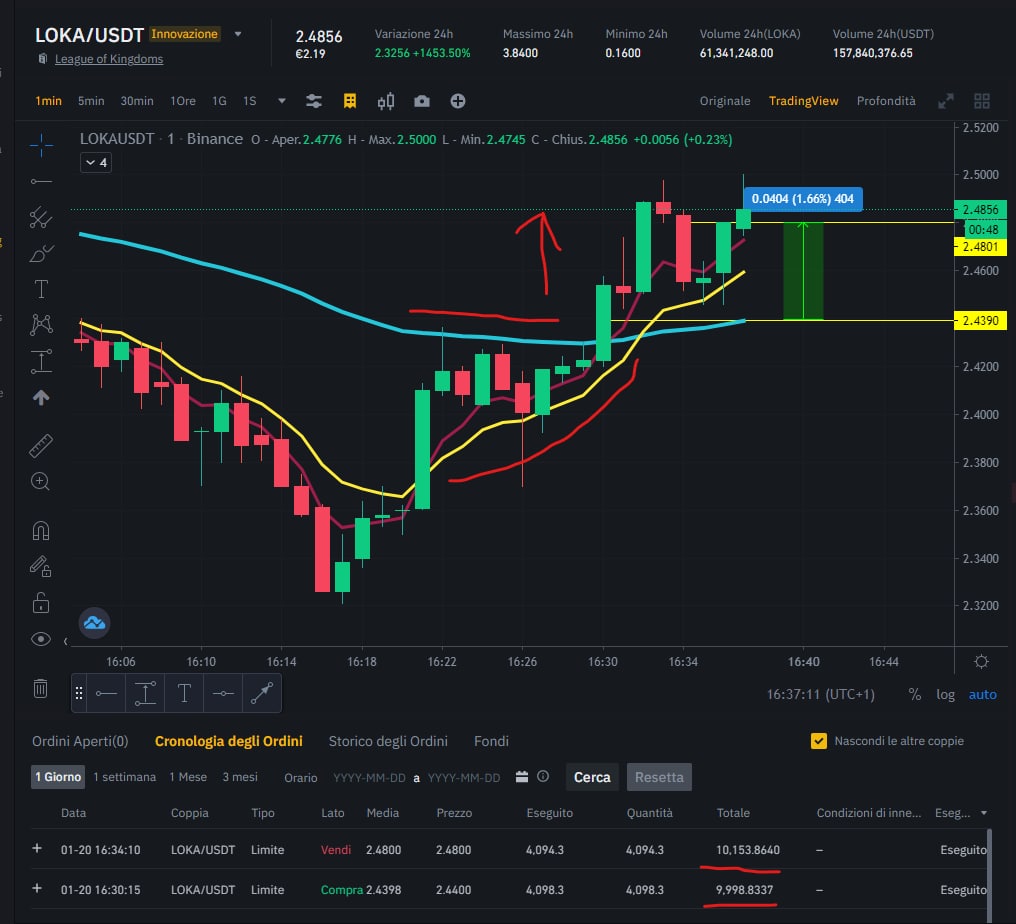 LOKA/USDT Innovazione
League of Kingdoms
2.4856
€2.19
Variazione 24h
2.3256 +1453.50%
Massimo 24h
3.8400
Minimo 24h
0.1600
Volume 24h(LOKA)
61,341,248.00
Volume 24h(USDT)
157,840,376.65
1min 5min 30min 1Ore 1G 1S
Originale TradingView Profondità
LOKAUSDT · 1 · Binance O - Aper.2.4776 H - Max.2.5000 L - Min.2.4745 C - Chius.2.4856 +0.0056 (+0.23%)
4
0.0404 (1.66%) 404
2.5200
2.5000
2.4856
00:48
2.4801
2.4600
2.4390
2.4200
2.4000
2.3800
2.3600
2.3400
2.3200
16:06 16:10 16:14 16:18 16:22 16:26 16:30 16:34 16:40 16:44
T
16:37:11 (UTC+1) % log auto
Ordini Aperti(0) Cronologia degli Ordini Storico degli Ordini Fondi
Nascondi le altre coppie
1 Giorno 1 settimana 1 Mese 3 mesi Orario YYYY-MM-DD a YYYY-MM-DD Cerca Resetta
Data Coppia Tipo Lato Media Prezzo Eseguito Quantità Totale Condizioni di inne... Eseg...
+ 01-20 16:34:10 LOKA/USDT Limite Vendi 2.4800 2.4800 4,094.3 4,094.3 10,153.8640 – Eseguito
+ 01-20 16:30:15 LOKA/USDT Limite Compra 2.4398 2.4400 4,098.3 4,098.3 9,998.8337 – Eseguito